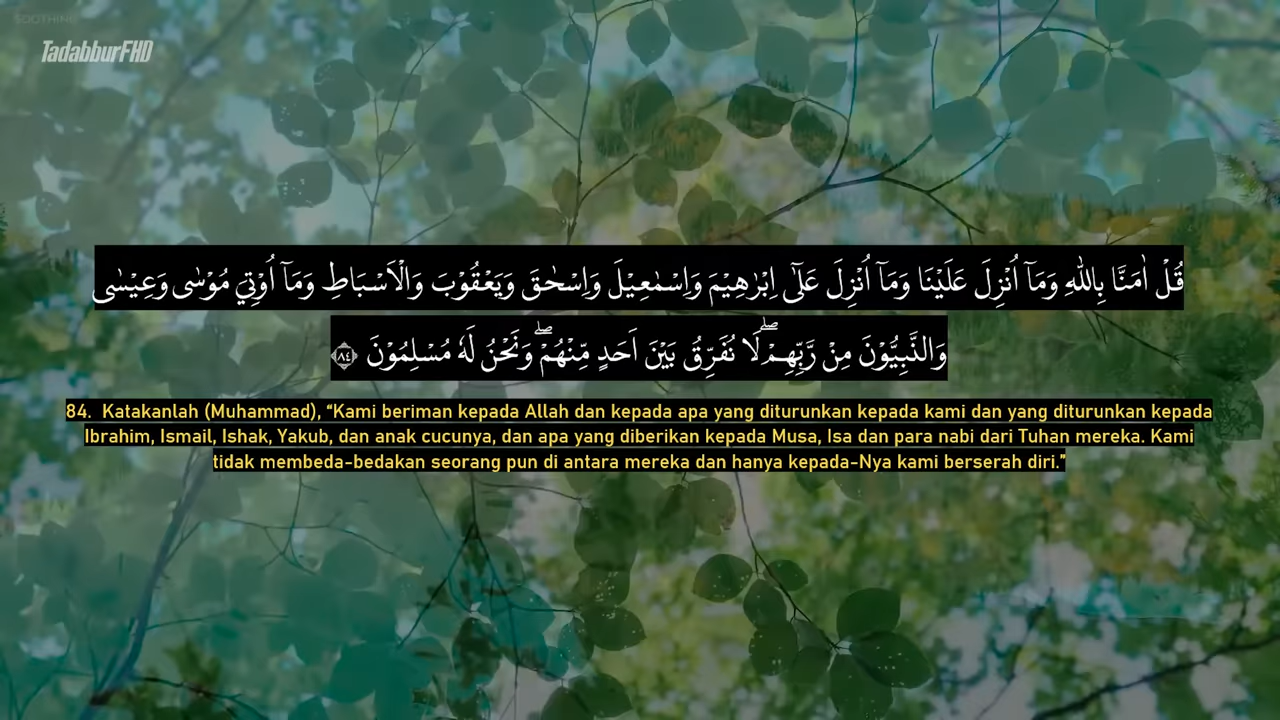 SOOTHING
TadabburFHD
قُلْ اٰمَنَّا بِاللّٰهِ وَمَآ اُنْزِلَ عَلَيْنَا وَمَآ اُنْزِلَ عَلٰٓى اِبْرٰهِيْمَ وَاِسْمٰعِيْلَ وَاِسْحٰقَ وَيَعْقُوْبَ وَالْاَسْبَاطِ وَمَآ اُوْتِيَ مُوْسٰى وَعِيْسٰى
وَالنَّبِيُّوْنَ مِنْ رَّبِّهِمْۖ لَا نُفَرِّقُ بَيْنَ اَحَدٍ مِّنْهُمْۖ وَنَحْنُ لَهٗ مُسْلِمُوْنَ ۝٨٤
84. Katakanlah (Muhammad), “Kami beriman kepada Allah dan kepada apa yang diturunkan kepada kami dan yang diturunkan kepada
Ibrahim, Ismail, Ishak, Yakub, dan anak cucunya, dan apa yang diberikan kepada Musa, Isa dan para nabi dari Tuhan mereka. Kami
tidak membeda-bedakan seorang pun di antara mereka dan hanya kepada-Nya kami berserah diri.”